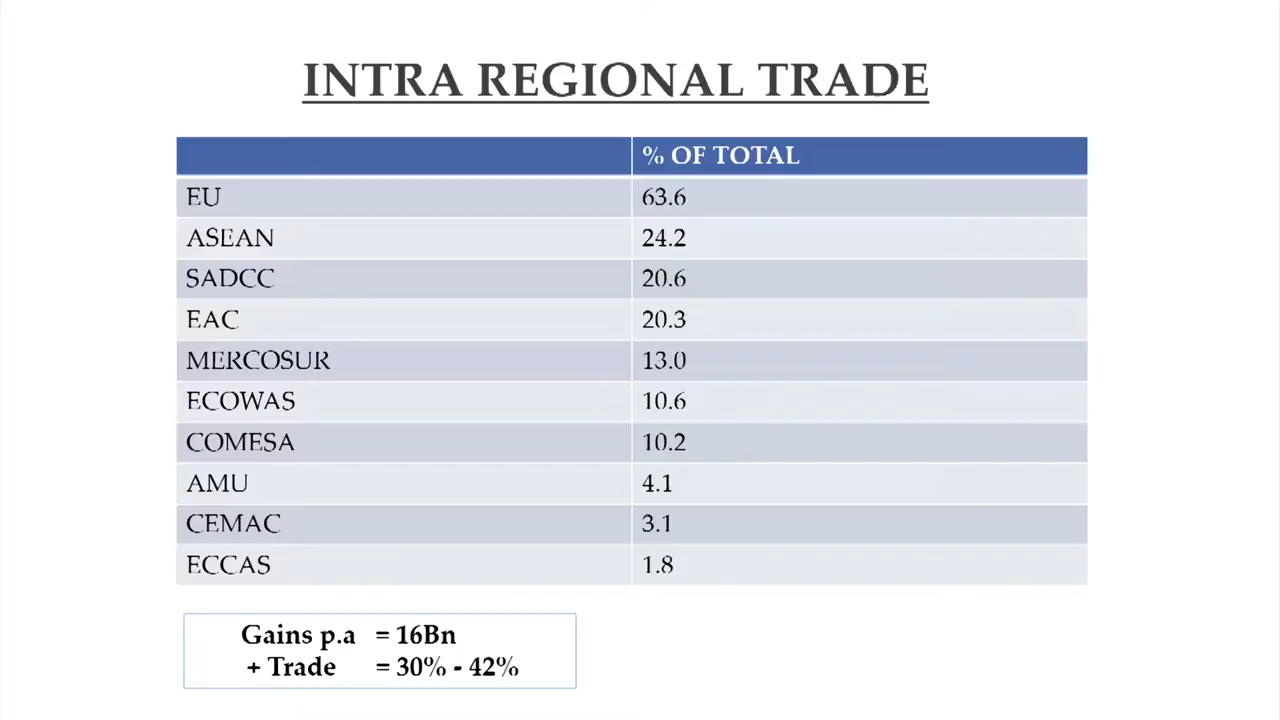 INTRA REGIONAL TRADE
% OF TOTAL
EU 63.6
ASEAN 24.2
SADCC 20.6
EAC 20.3
MERCOSUR 13.0
ECOWAS 10.6
COMESA 10.2
AMU 4.1
CEMAC 3.1
ECCAS 1.8
Gains p.a = 16Bn
+ Trade = 30% - 42%